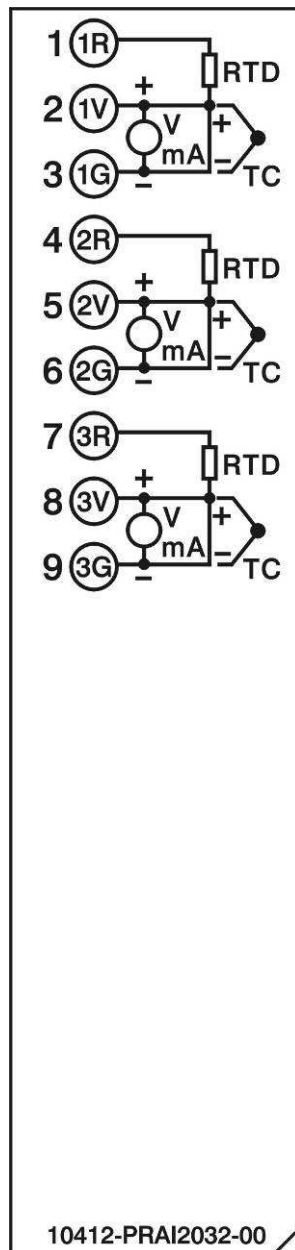 1 1R RTD
+
2 1V V +
mA
3 1G − − TC
4 2R RTD
+
5 2V V +
mA
6 2G − − TC
7 3R RTD
+
8 3V V +
mA
9 3G − − TC
10412-PRAI2032-00